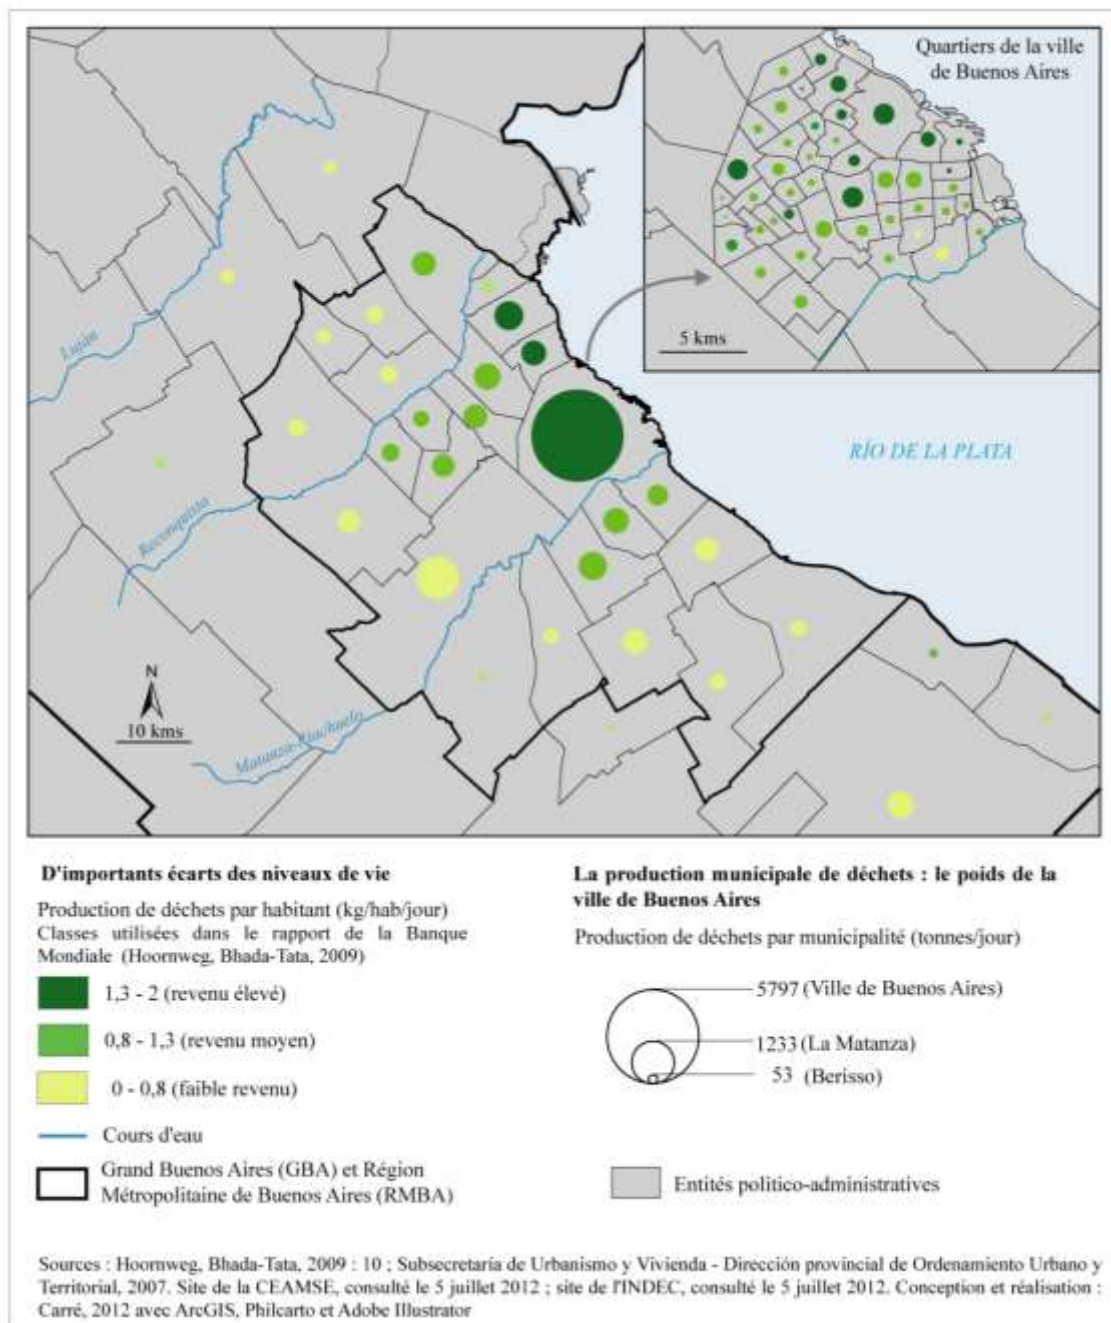 Quartiers de la ville
de Buenos Aires
5 kms
Luján
RÍO DE LA PLATA
Reconquista
N
10 kms
Matanza-Riachuelo
D'importants écarts des niveaux de vie
Production de déchets par habitant (kg/hab/jour)
Classes utilisées dans le rapport de la Banque
Mondiale (Hoornweg, Bhada-Tata, 2009)
1,3 - 2 (revenu élevé)
0,8 - 1,3 (revenu moyen)
0 - 0,8 (faible revenu)
Cours d'eau
Grand Buenos Aires (GBA) et Région
Métropolitaine de Buenos Aires (RMBA)
La production municipale de déchets : le poids de la
ville de Buenos Aires
Production de déchets par municipalité (tonnes/jour)
5797 (Ville de Buenos Aires)
1233 (La Matanza)
53 (Berisso)
Entités politico-administratives
Sources : Hoornweg, Bhada-Tata, 2009 : 10 ; Subsecretaría de Urbanismo y Vivienda - Dirección provincial de Ordenamiento Urbano y
Territorial, 2007. Site de la CEAMSE, consulté le 5 juillet 2012 ; site de l'INDEC, consulté le 5 juillet 2012. Conception et réalisation :
Carré, 2012 avec ArcGIS, Philcarto et Adobe Illustrator